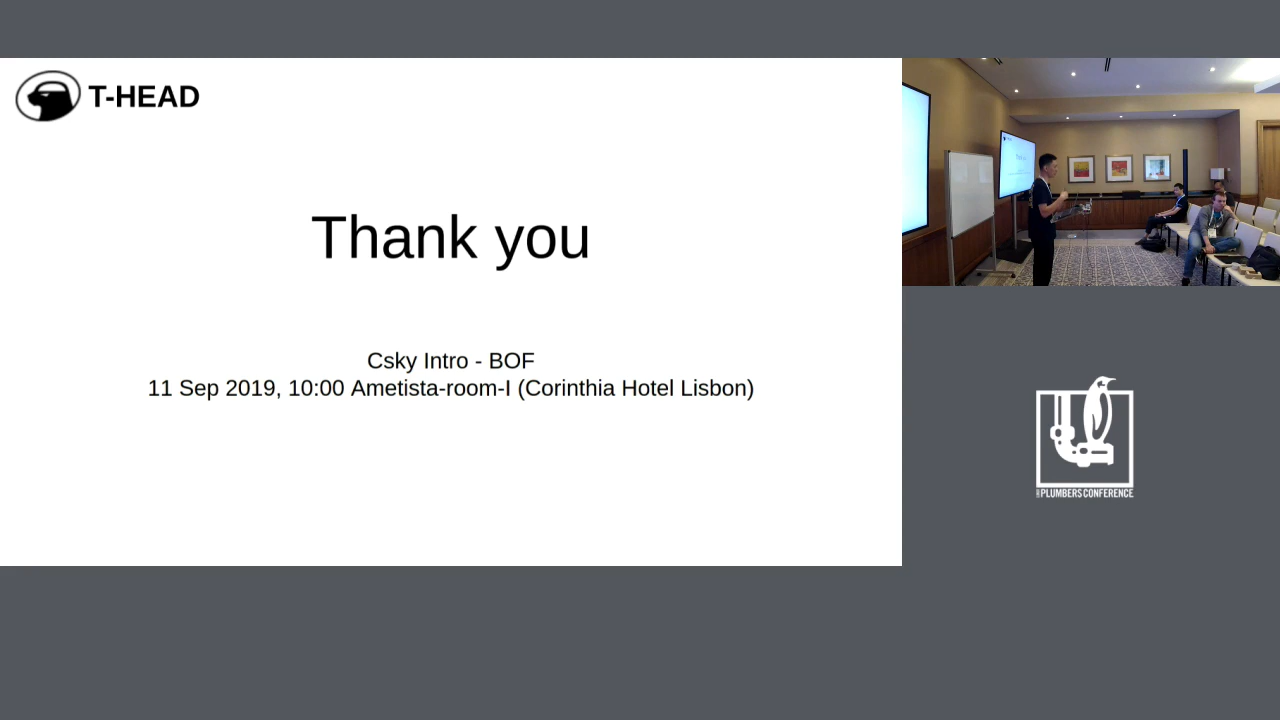 T-HEAD
Thank you
Csky Intro - BOF
11 Sep 2019, 10:00 Ametista-room-I (Corinthia Hotel Lisbon)
PLUMBERS CONFERENCE